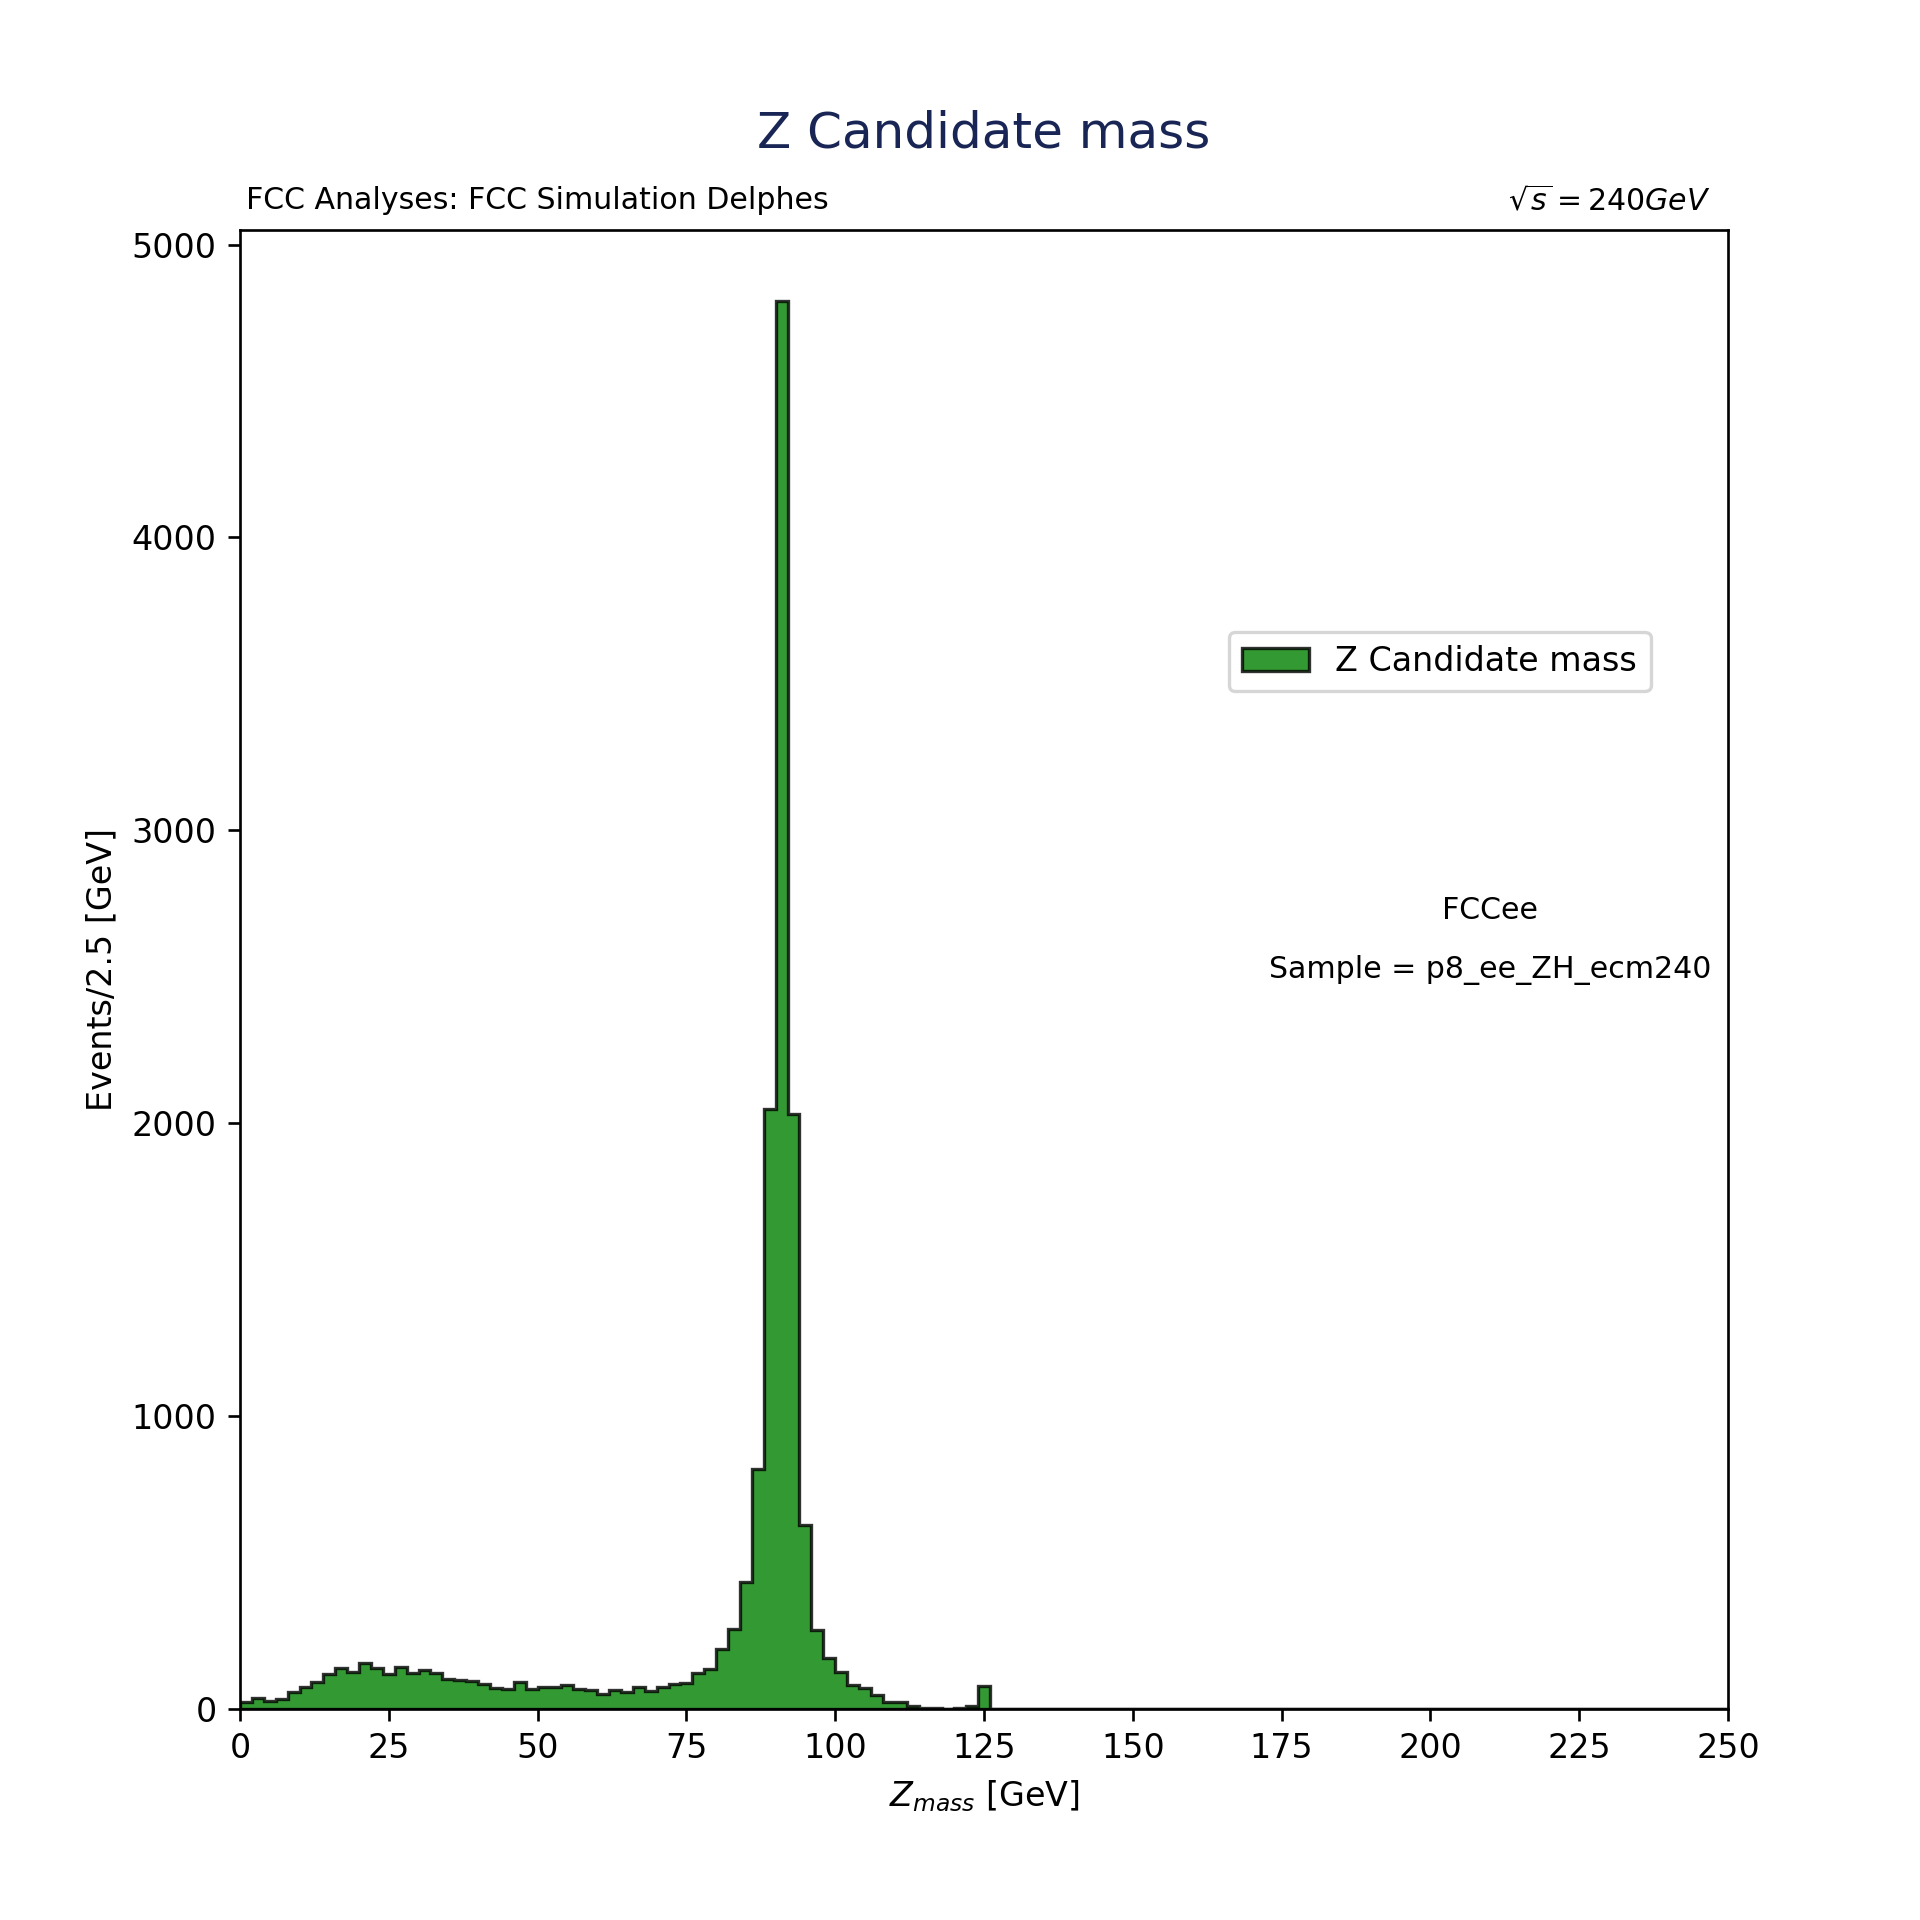 Z Candidate mass
FCC Analyses: FCC Simulation Delphes
√s = 240GeV
5000
4000
3000
2000
1000
0
Events/2.5 [GeV]
Z Candidate mass
FCCee
Sample = p8_ee_ZH_ecm240
0 25 50 75 100 125 150 175 200 225 250
Zmass [GeV]